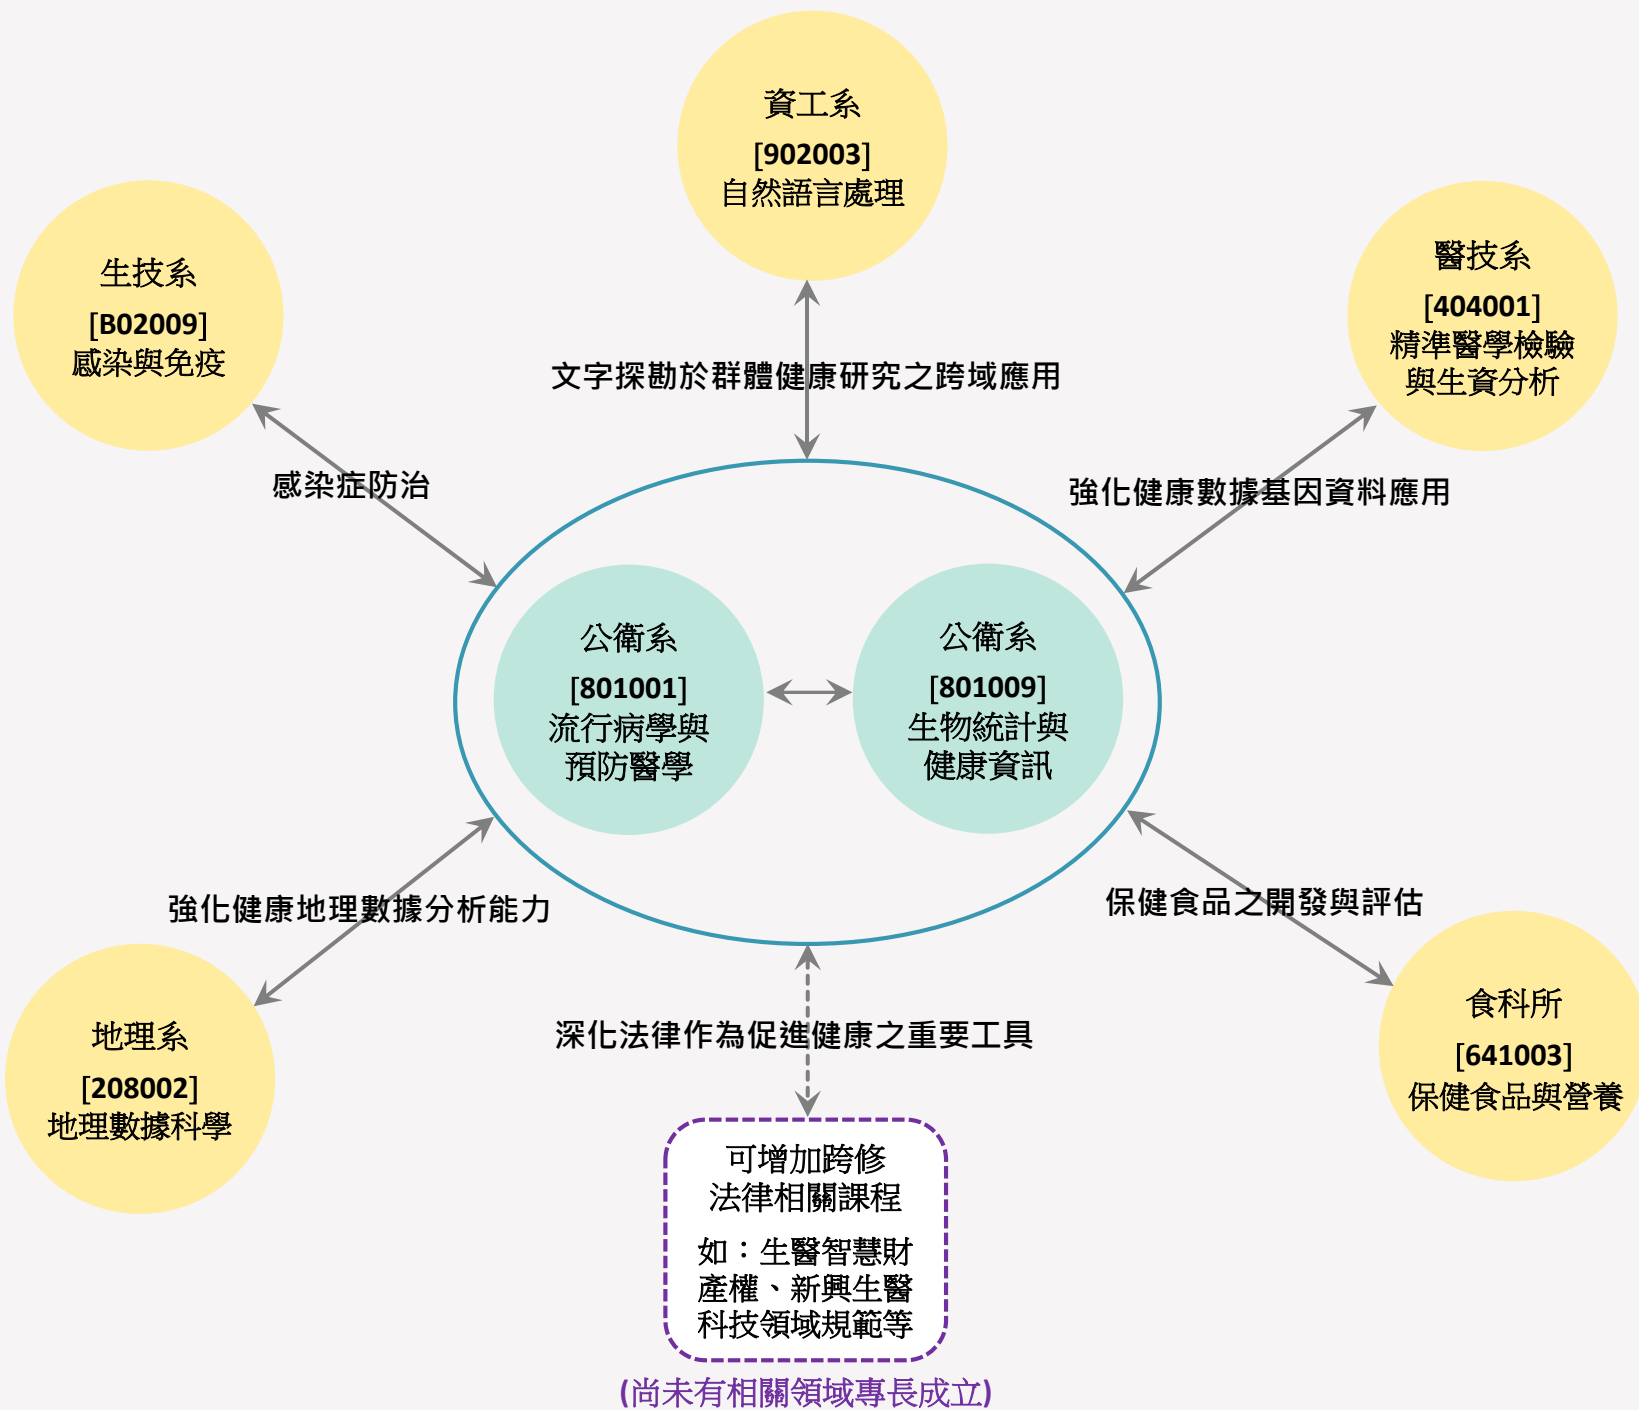 資工系
[902003]
自然語言處理
生技系
[B02009]
感染與免疫
醫技系
[404001]
精準醫學檢驗
與生資分析
文字探勘於群體健康研究之跨域應用
感染症防治
強化健康數據基因資料應用
公衛系
[801001]
流行病學與
預防醫學
公衛系
[801009]
生物統計與
健康資訊
強化健康地理數據分析能力
保健食品之開發與評估
地理系
[208002]
地理數據科學
食科所
[641003]
保健食品與營養
深化法律作為促進健康之重要工具
可增加跨修
法律相關課程
如：生醫智慧財
產權、新興生醫
科技領域規範等
(尚未有相關領域專長成立)